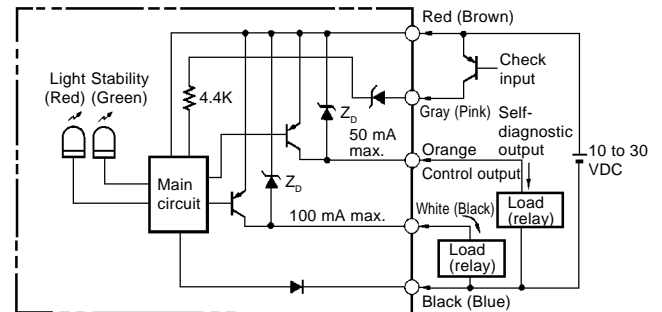 Red (Brown)
Light Stability
(Red) (Green)
4.4K
Check
input
Gray (Pink)
Z_D
50 mA
max.
Self-
diagnostic
output
Orange
Control output
10 to 30
VDC
Main
circuit
Z_D
100 mA max.
White (Black)
Load
(relay)
Load
(relay)
Black (Blue)